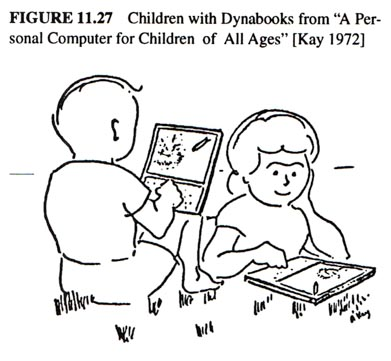 FIGURE 11.27 Children with Dynabooks from “A Per-
sonal Computer for Children of All Ages” [Kay 1972]